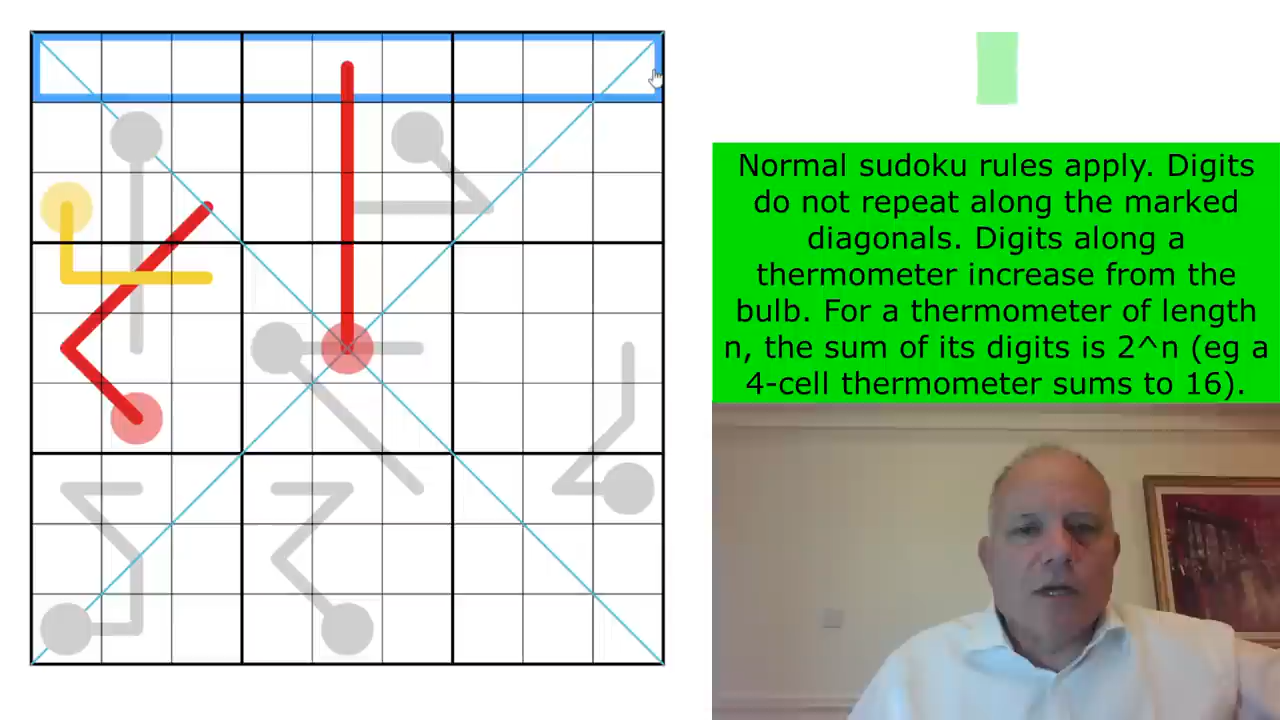 Normal sudoku rules apply. Digits
do not repeat along the marked
diagonals. Digits along a
thermometer increase from the
bulb. For a thermometer of length
n, the sum of its digits is 2^n (eg a
4-cell thermometer sums to 16).